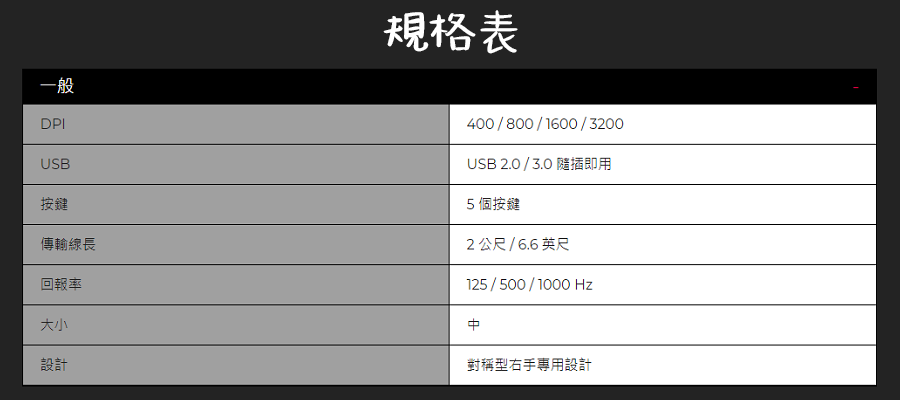 規格表
一般 -
DPI 400 / 800 / 1600 / 3200
USB USB 2.0 / 3.0 隨插即用
按鍵 5 個按鍵
傳輸線長 2 公尺 / 6.6 英尺
回報率 125 / 500 / 1000 Hz
大小 中
設計 對稱型右手專用設計